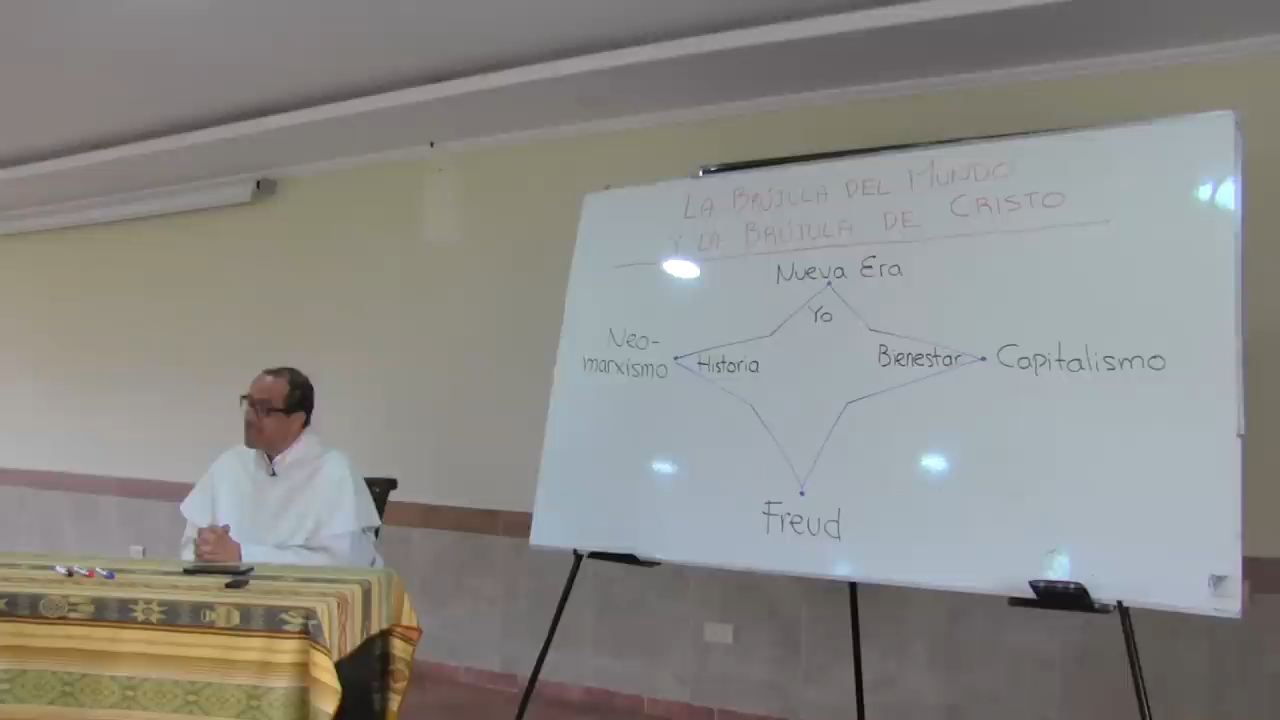 LA BRÚJULA DEL MUNDO
Y LA BRÚJULA DE CRISTO
Nueva Era
Yo
Neo-
marxismo
Historia
Bienestar
Capitalismo
Freud